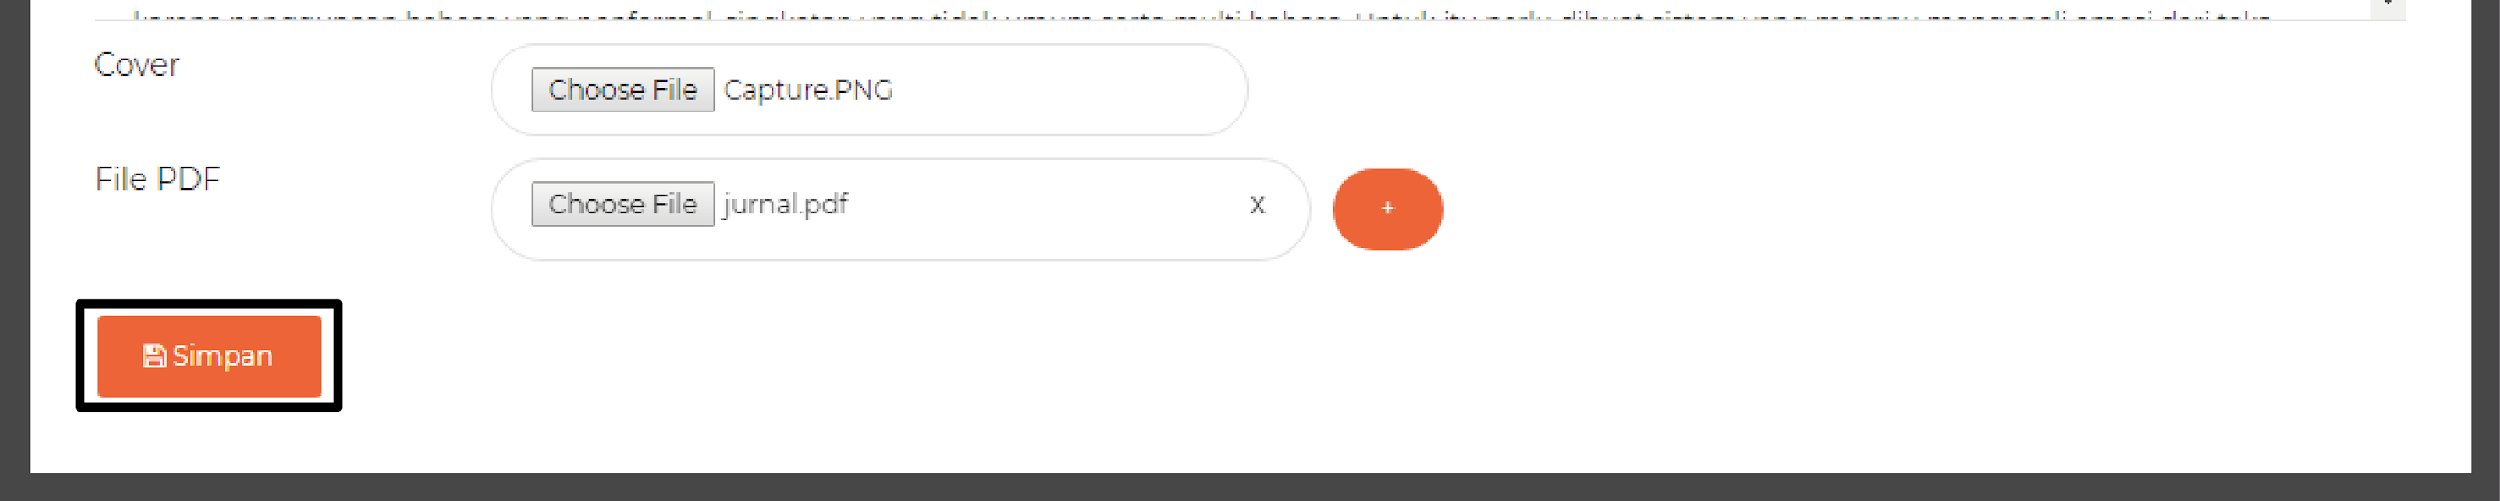 Cover
Choose File Capture.PNG
File PDF
Choose File jurnal.pdf x +
Simpan